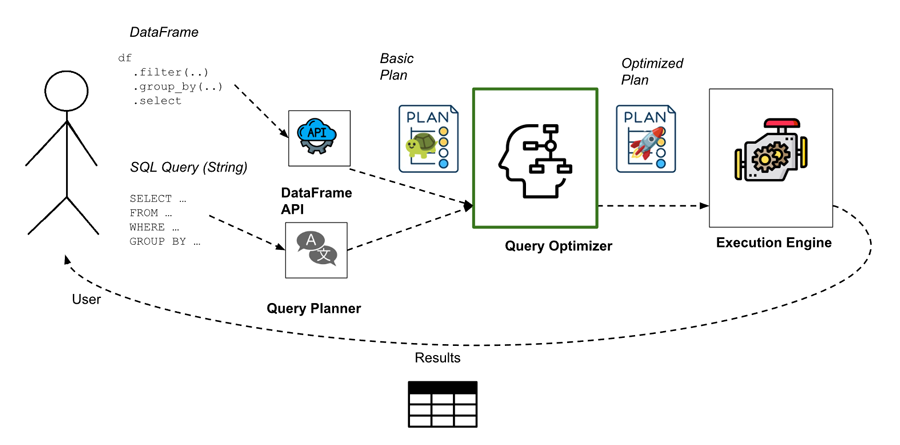 DataFrame
df
.filter(..)
.group_by(..)
.select
SQL Query (String)
SELECT …
FROM …
WHERE …
GROUP BY …
User
API
DataFrame
API
A
文
Query Planner
Basic
Plan
PLAN
Query Optimizer
Optimized
Plan
PLAN
Execution Engine
Results